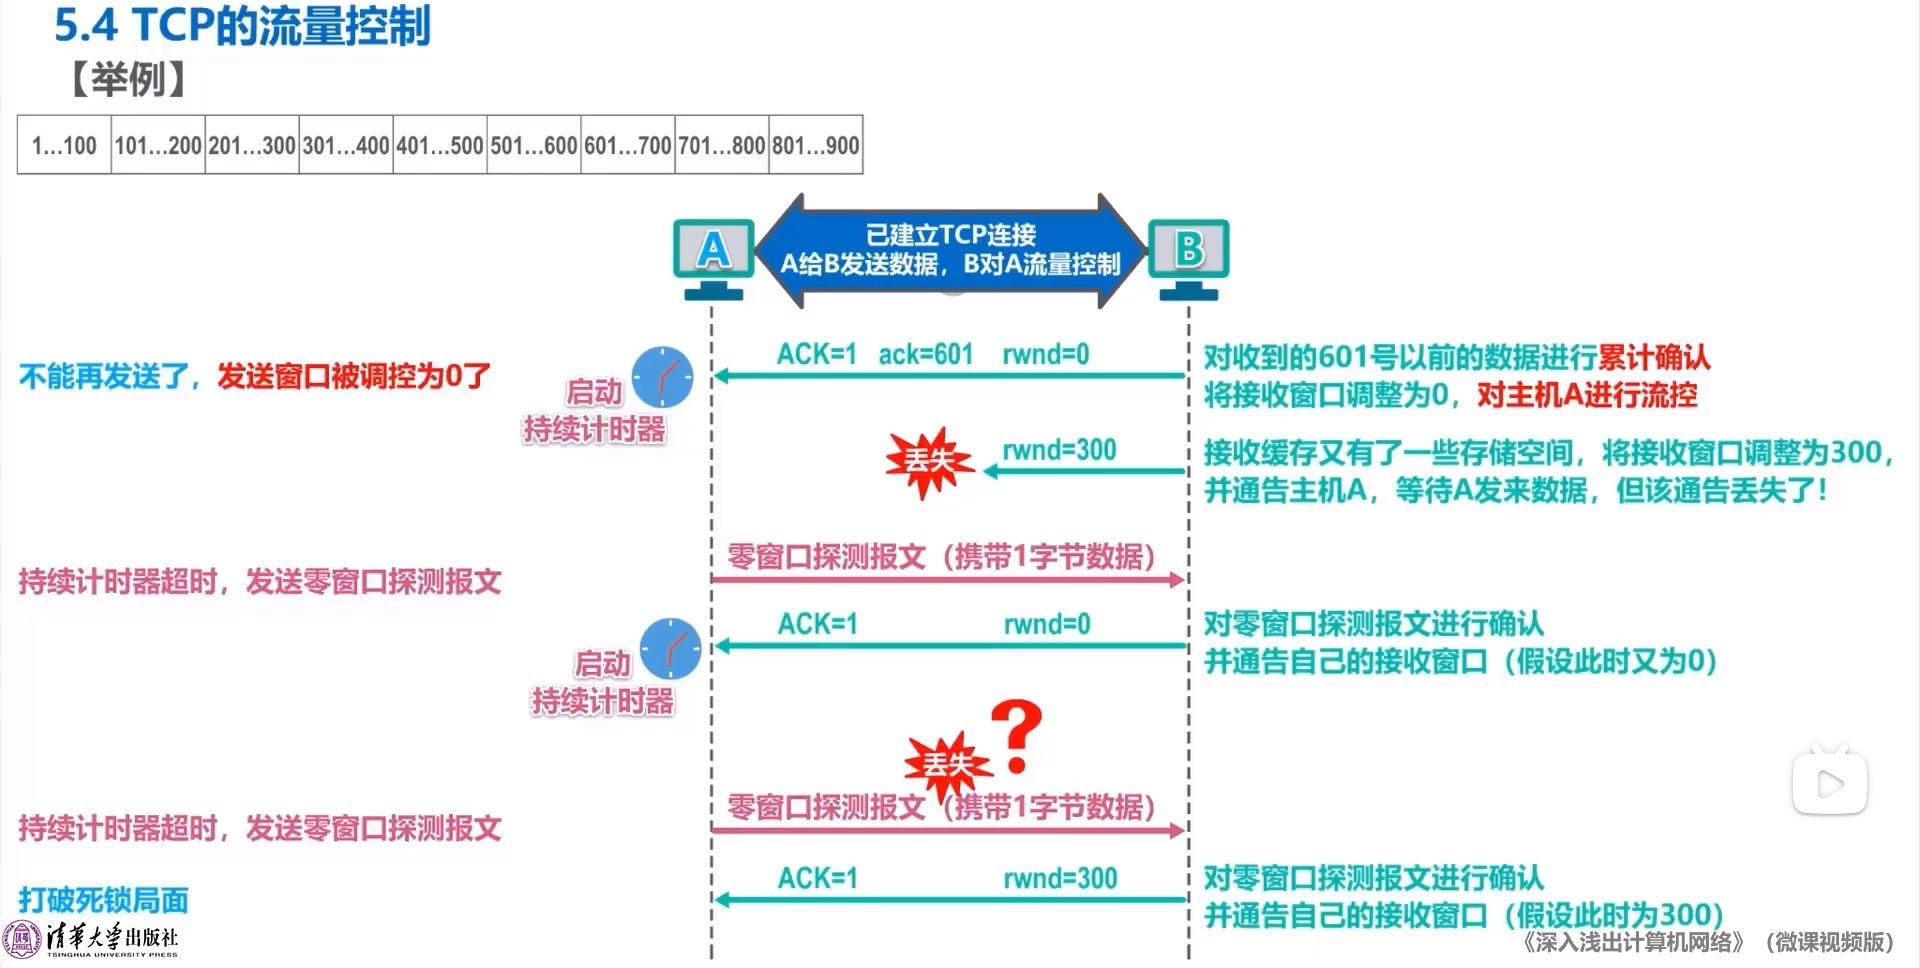 5.4 TCP的流量控制
【举例】
1…100 101…200 201…300 301…400 401…500 501…600 601…700 701…800 801…900
A
已建立TCP连接
A给B发送数据，B对A流量控制
B
不能再发送了，发送窗口被调控为0了
启动
持续计时器
ACK=1 ack=601 rwnd=0
对收到的601号以前的数据进行累计确认
将接收窗口调整为0，对主机A进行流控
丢失
rwnd=300
接收缓存又有了一些存储空间，将接收窗口调整为300，
并通告主机A，等待A发来数据，但该通告丢失了！
持续计时器超时，发送零窗口探测报文
零窗口探测报文（携带1字节数据）
启动
持续计时器
ACK=1 rwnd=0
对零窗口探测报文进行确认
并通告自己的接收窗口（假设此时又为0）
丢失
?
持续计时器超时，发送零窗口探测报文
零窗口探测报文（携带1字节数据）
打破死锁局面
ACK=1 rwnd=300
对零窗口探测报文进行确认
并通告自己的接收窗口（假设此时为300）
清华大学出版社
TSINGHUA UNIVERSITY PRESS
《深入浅出计算机网络》（微课视频版）